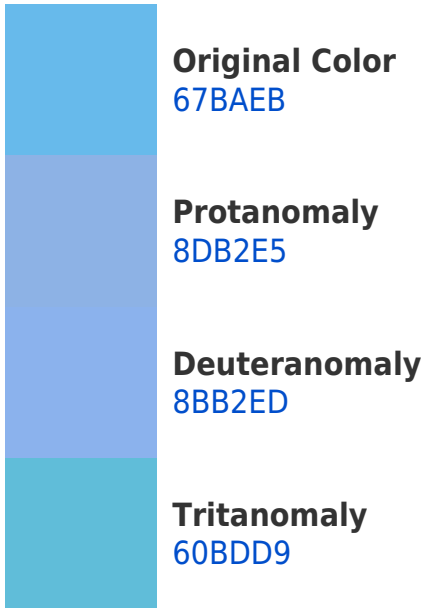 Original Color
67BAEB
Protanomaly
8DB2E5
Deuteranomaly
8BB2ED
Tritanomaly
60BDD9